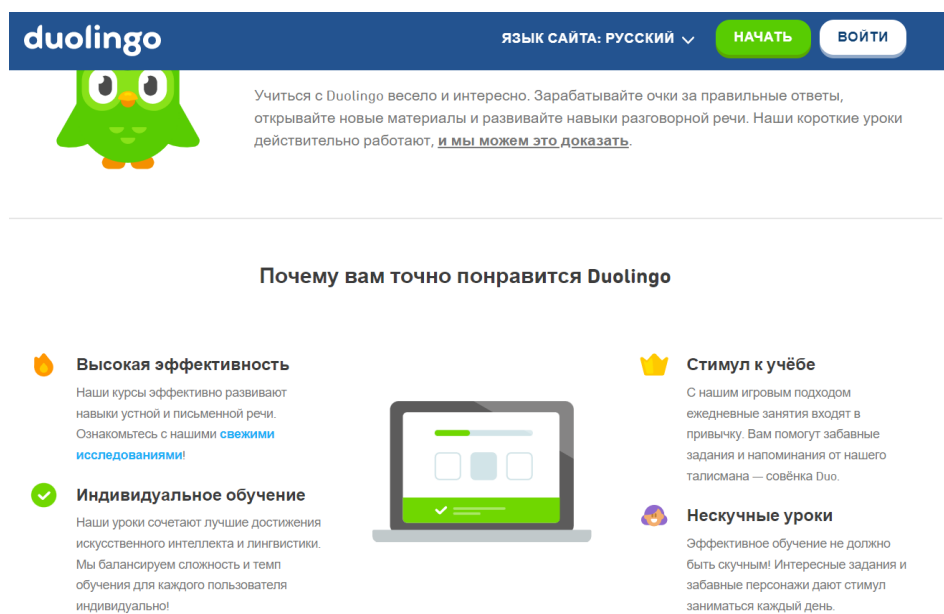 duolingo
ЯЗЫК САЙТА: РУССКИЙ
НАЧАТЬ
ВОЙТИ
Учиться с Duolingo весело и интересно. Зарабатывайте очки за правильные ответы,
открывайте новые материалы и развивайте навыки разговорной речи. Наши короткие уроки
действительно работают, и мы можем это доказать.
Почему вам точно понравится Duolingo
Высокая эффективность
Наши курсы эффективно развивают
навыки устной и письменной речи.
Ознакомьтесь с нашими свежими
исследованиями!
Индивидуальное обучение
Наши уроки сочетают лучшие достижения
искусственного интеллекта и лингвистики.
Мы балансируем сложность и темп
обучения для каждого пользователя
индивидуально!
Стимул к учёбе
С нашим игровым подходом
ежедневные занятия входят в
привычку. Вам помогут забавные
задания и напоминания от нашего
талисмана — совёнка Duo.
Нескучные уроки
Эффективное обучение не должно
быть скучным! Интересные задания и
забавные персонажи дают стимул
заниматься каждый день.